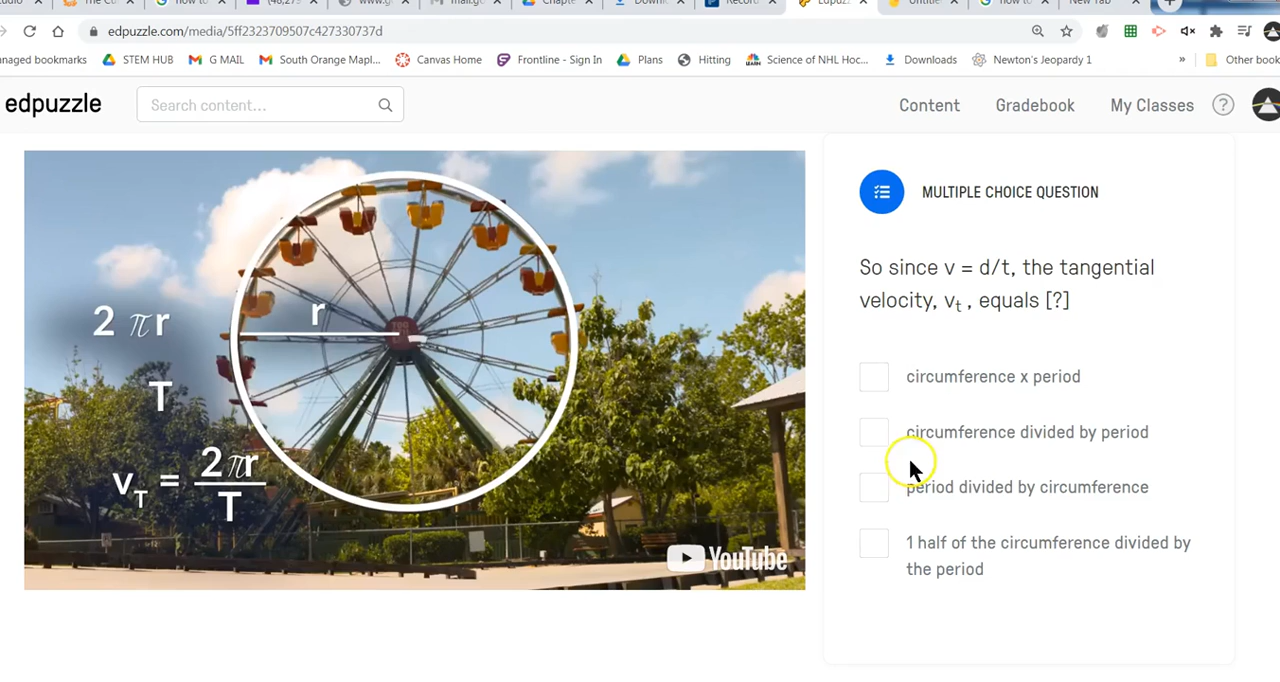 edpuzzle.com/media/5ff2323709507c427330737d
naged bookmarks STEM HUB G MAIL South Orange Mapl... Canvas Home Frontline - Sign In Plans Hitting Science of NHL Hoc... Downloads Newton's Jeopardy 1 » Other book
edpuzzle Search content... Content Gradebook My Classes ?
MULTIPLE CHOICE QUESTION
So since v = d/t, the tangential
velocity, vt , equals [?]
circumference x period
circumference divided by period
period divided by circumference
1 half of the circumference divided by
the period
r
2 πr
T
vT = 2πr
T
YouTube